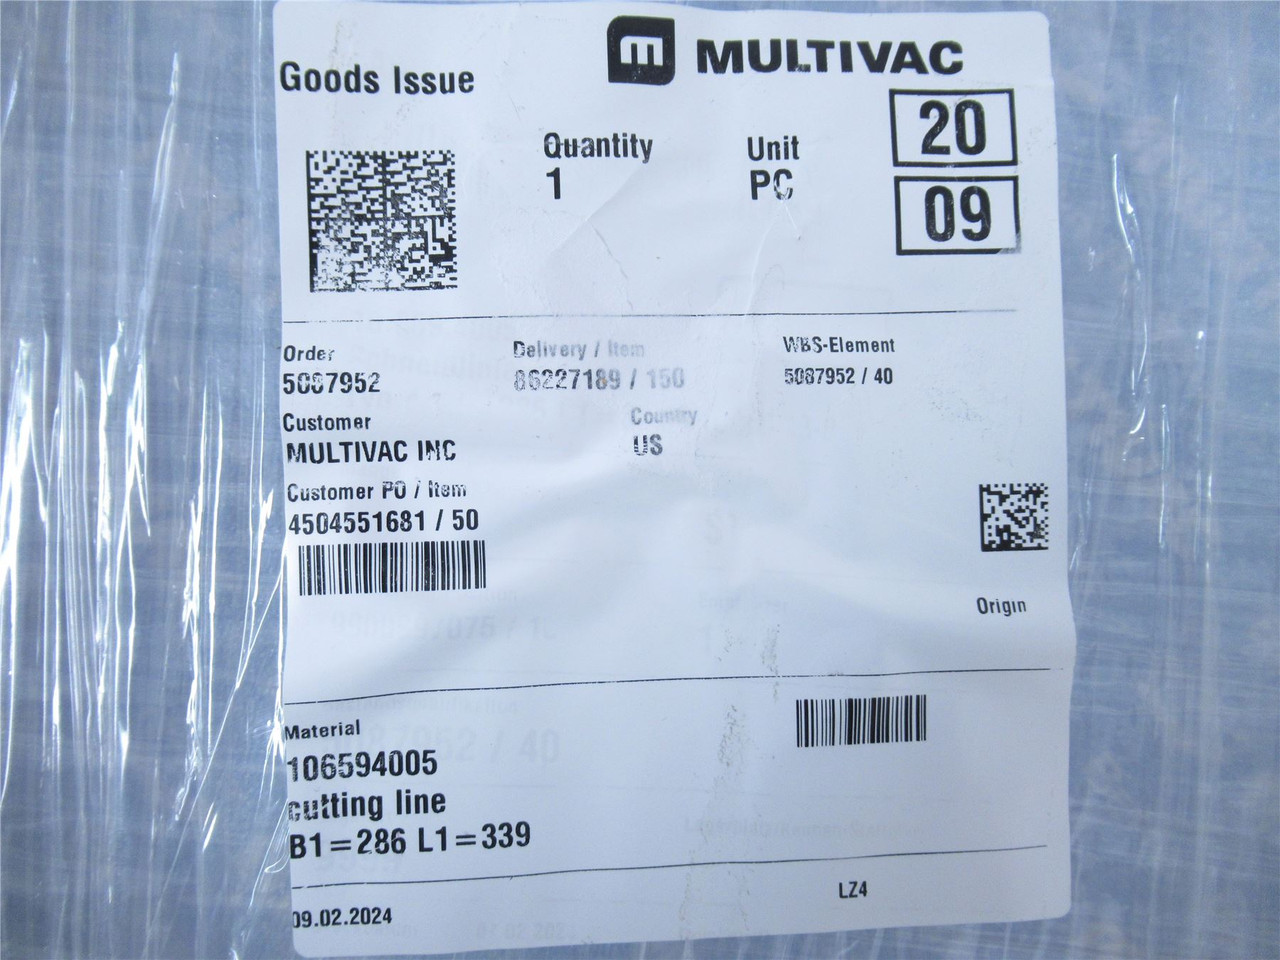 MULTIVAC
Goods Issue
20
Quantity Unit
1 PC
09
Order Delivery / Item WBS-Element
5087952 86227189 / 150 5087952 / 40
Customer Country
MULTIVAC INC US
Customer PO / Item
4504551681 / 50
Origin
Material
106594005
cutting line
B1=286 L1=339
LZ4
09.02.2024